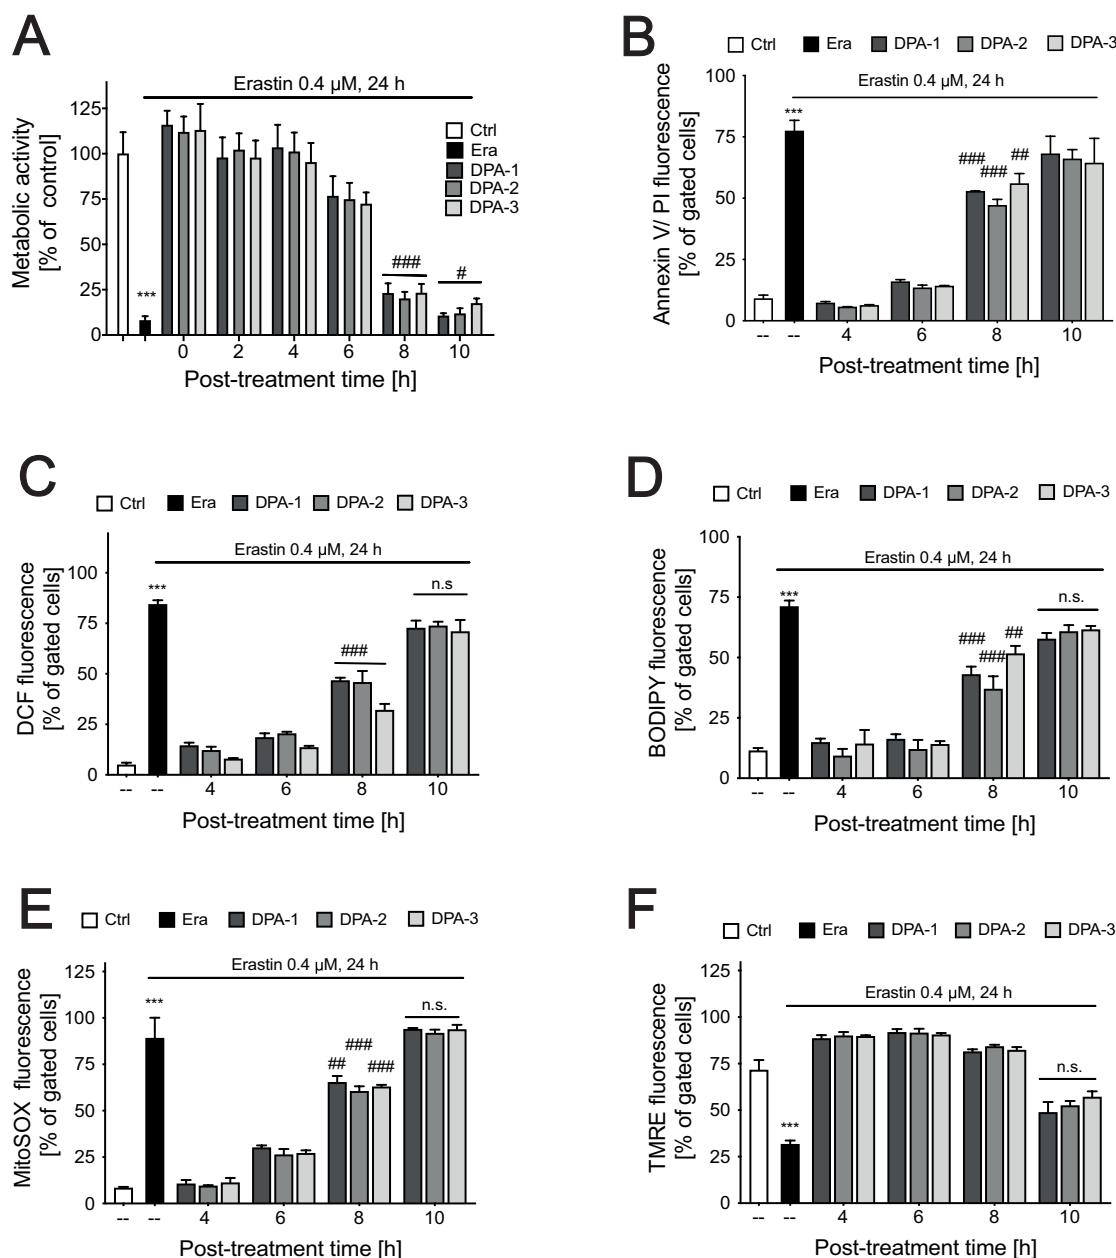 A
Erastin 0.4 µM, 24 h
Metabolic activity
[% of control]
125
100
75
50
25
0
***
###
#
Ctrl
Era
DPA-1
DPA-2
DPA-3
0 2 4 6 8 10
Post-treatment time [h]
B
Ctrl Era DPA-1 DPA-2 DPA-3
Erastin 0.4 µM, 24 h
Annexin V/ PI fluorescence
[% of gated cells]
100
75
50
25
0
***
### ### ##
-- -- 4 6 8 10
Post-treatment time [h]
C
Ctrl Era DPA-1 DPA-2 DPA-3
Erastin 0.4 µM, 24 h
DCF fluorescence
[% of gated cells]
100
75
50
25
0
***
###
n.s
-- -- 4 6 8 10
Post-treatment time [h]
D
Ctrl Era DPA-1 DPA-2 DPA-3
Erastin 0.4 µM, 24 h
BODIPY fluorescence
[% of gated cells]
100
75
50
25
0
***
### ### ##
n.s.
-- -- 4 6 8 10
Post-treatment time [h]
E
Ctrl Era DPA-1 DPA-2 DPA-3
Erastin 0.4 µM, 24 h
MitoSOX fluorescence
[% of gated cells]
125
100
75
50
25
0
***
## ### ###
n.s.
-- -- 4 6 8 10
Post-treatment time [h]
F
Ctrl Era DPA-1 DPA-2 DPA-3
Erastin 0.4 µM, 24 h
TMRE fluorescence
[% of gated cells]
125
100
75
50
25
0
***
n.s.
-- -- 4 6 8 10
Post-treatment time [h]